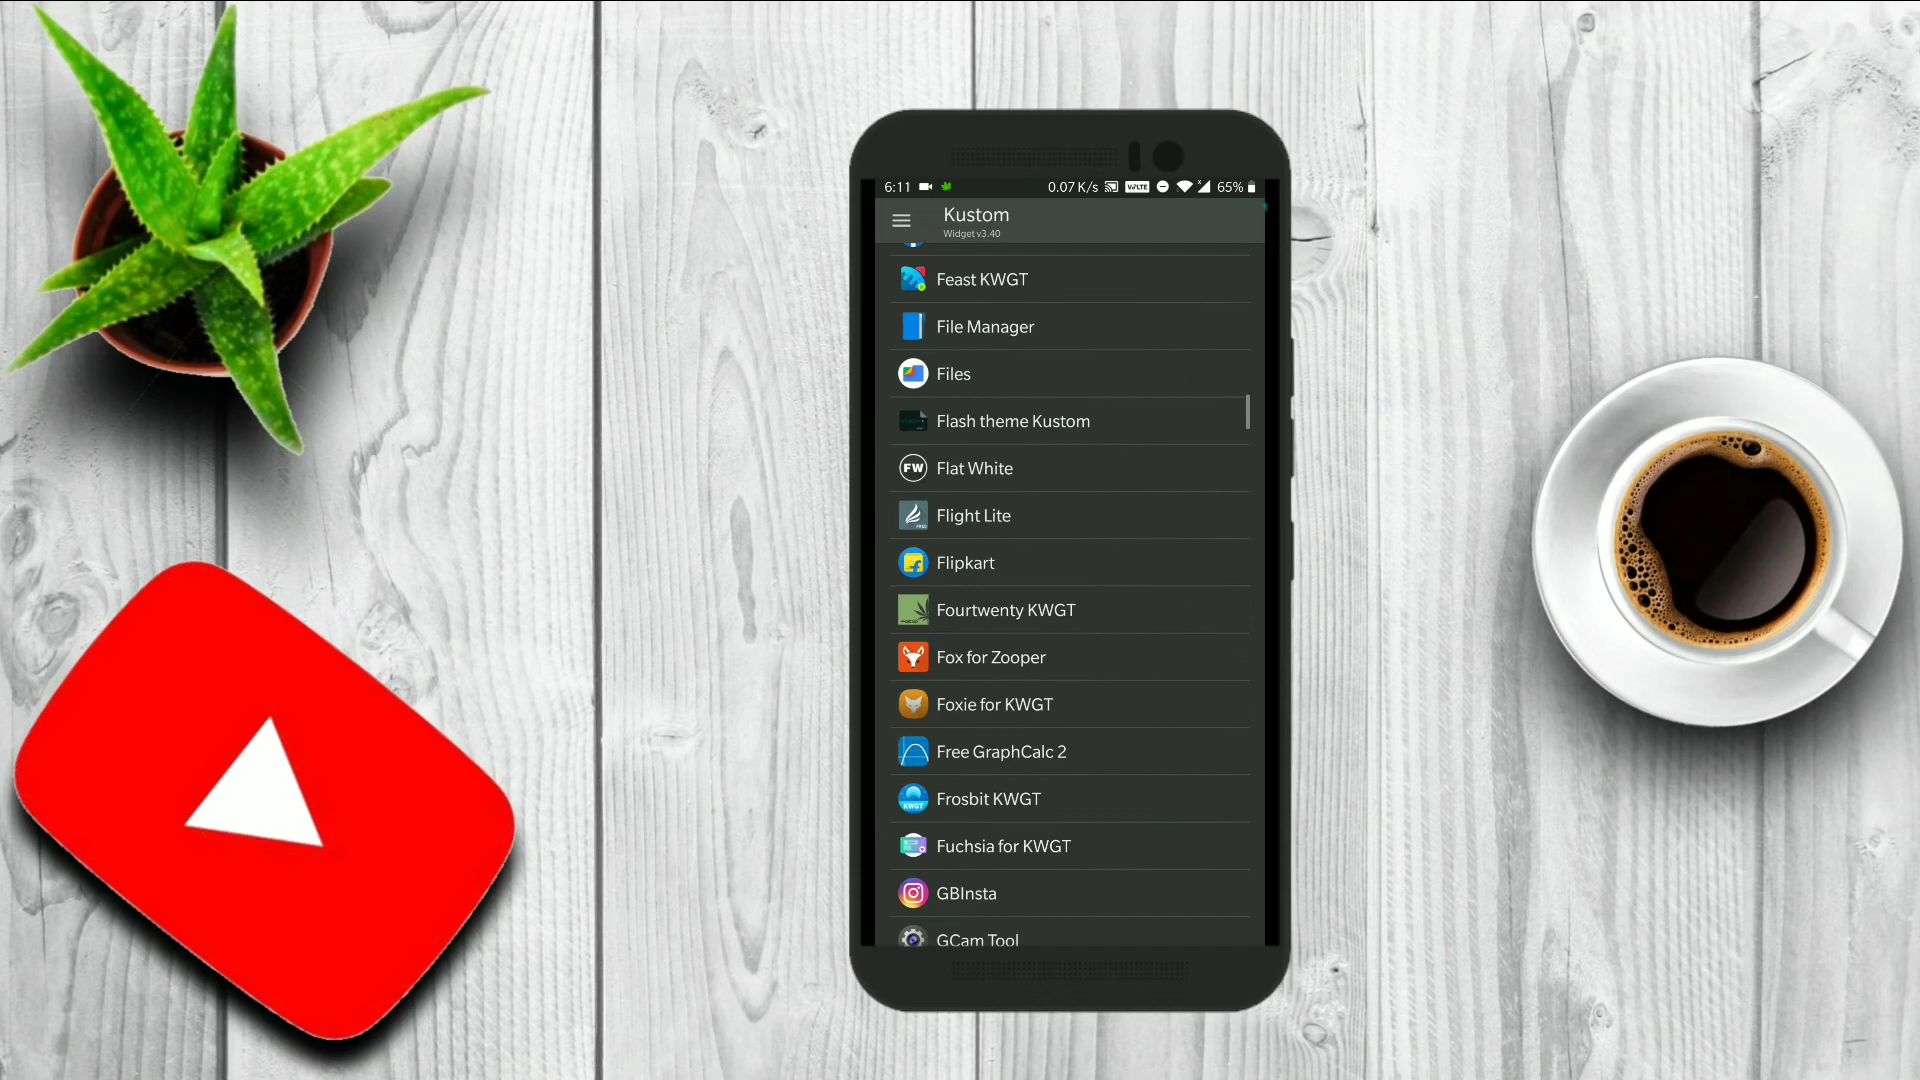 6:11 0.07 K/s VoLTE 65%
Kustom
Widget v3.40
Feast KWGT
File Manager
Files
Flash theme Kustom
FW Flat White
Flight Lite
Flipkart
Fourtwenty KWGT
Fox for Zooper
Foxie for KWGT
Free GraphCalc 2
KWGT Frosbit KWGT
Fuchsia for KWGT
GBInsta
GCam Tool